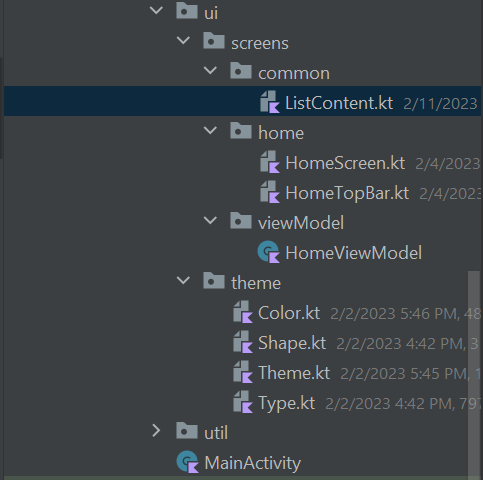 ui
screens
common
ListContent.kt 2/11/2023
home
HomeScreen.kt 2/4/2023
HomeTopBar.kt 2/4/2023
viewModel
HomeViewModel
theme
Color.kt 2/2/2023 5:46 PM, 48
Shape.kt 2/2/2023 4:42 PM, 3
Theme.kt 2/2/2023 5:45 PM, 1
Type.kt 2/2/2023 4:42 PM, 797
util
MainActivity